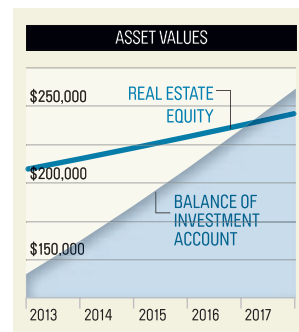 ASSET VALUES
$250,000
REAL ESTATE
EQUITY
$200,000
BALANCE OF
INVESTMENT
ACCOUNT
$150,000
2013 2014 2015 2016 2017